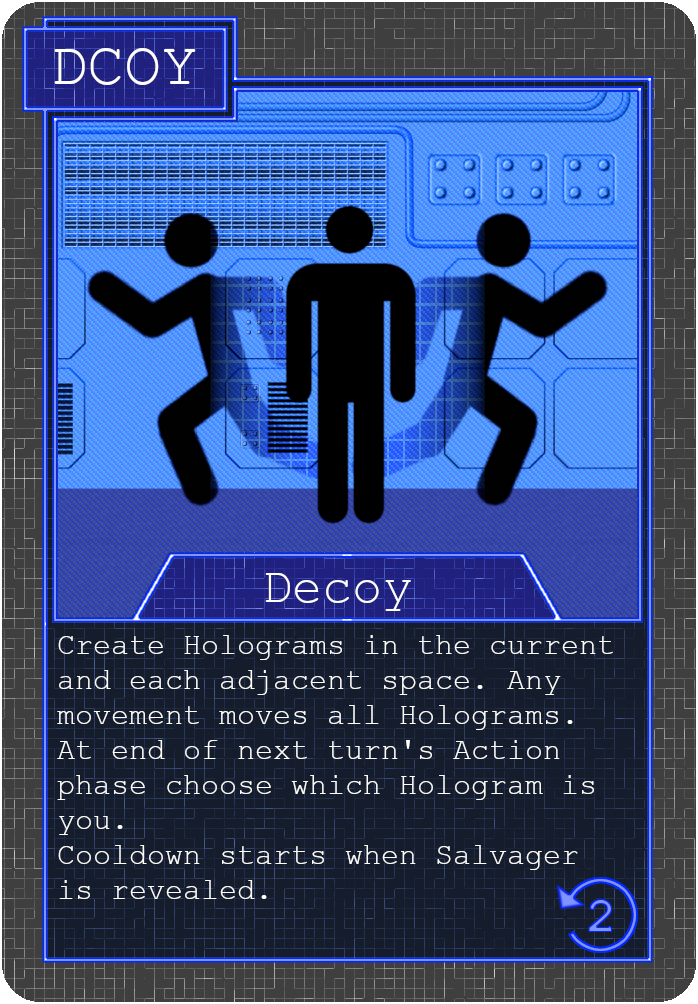 DCOY
Decoy
Create Holograms in the current
and each adjacent space. Any
movement moves all Holograms.
At end of next turn's Action
phase choose which Hologram is
you.
Cooldown starts when Salvager
is revealed.
2